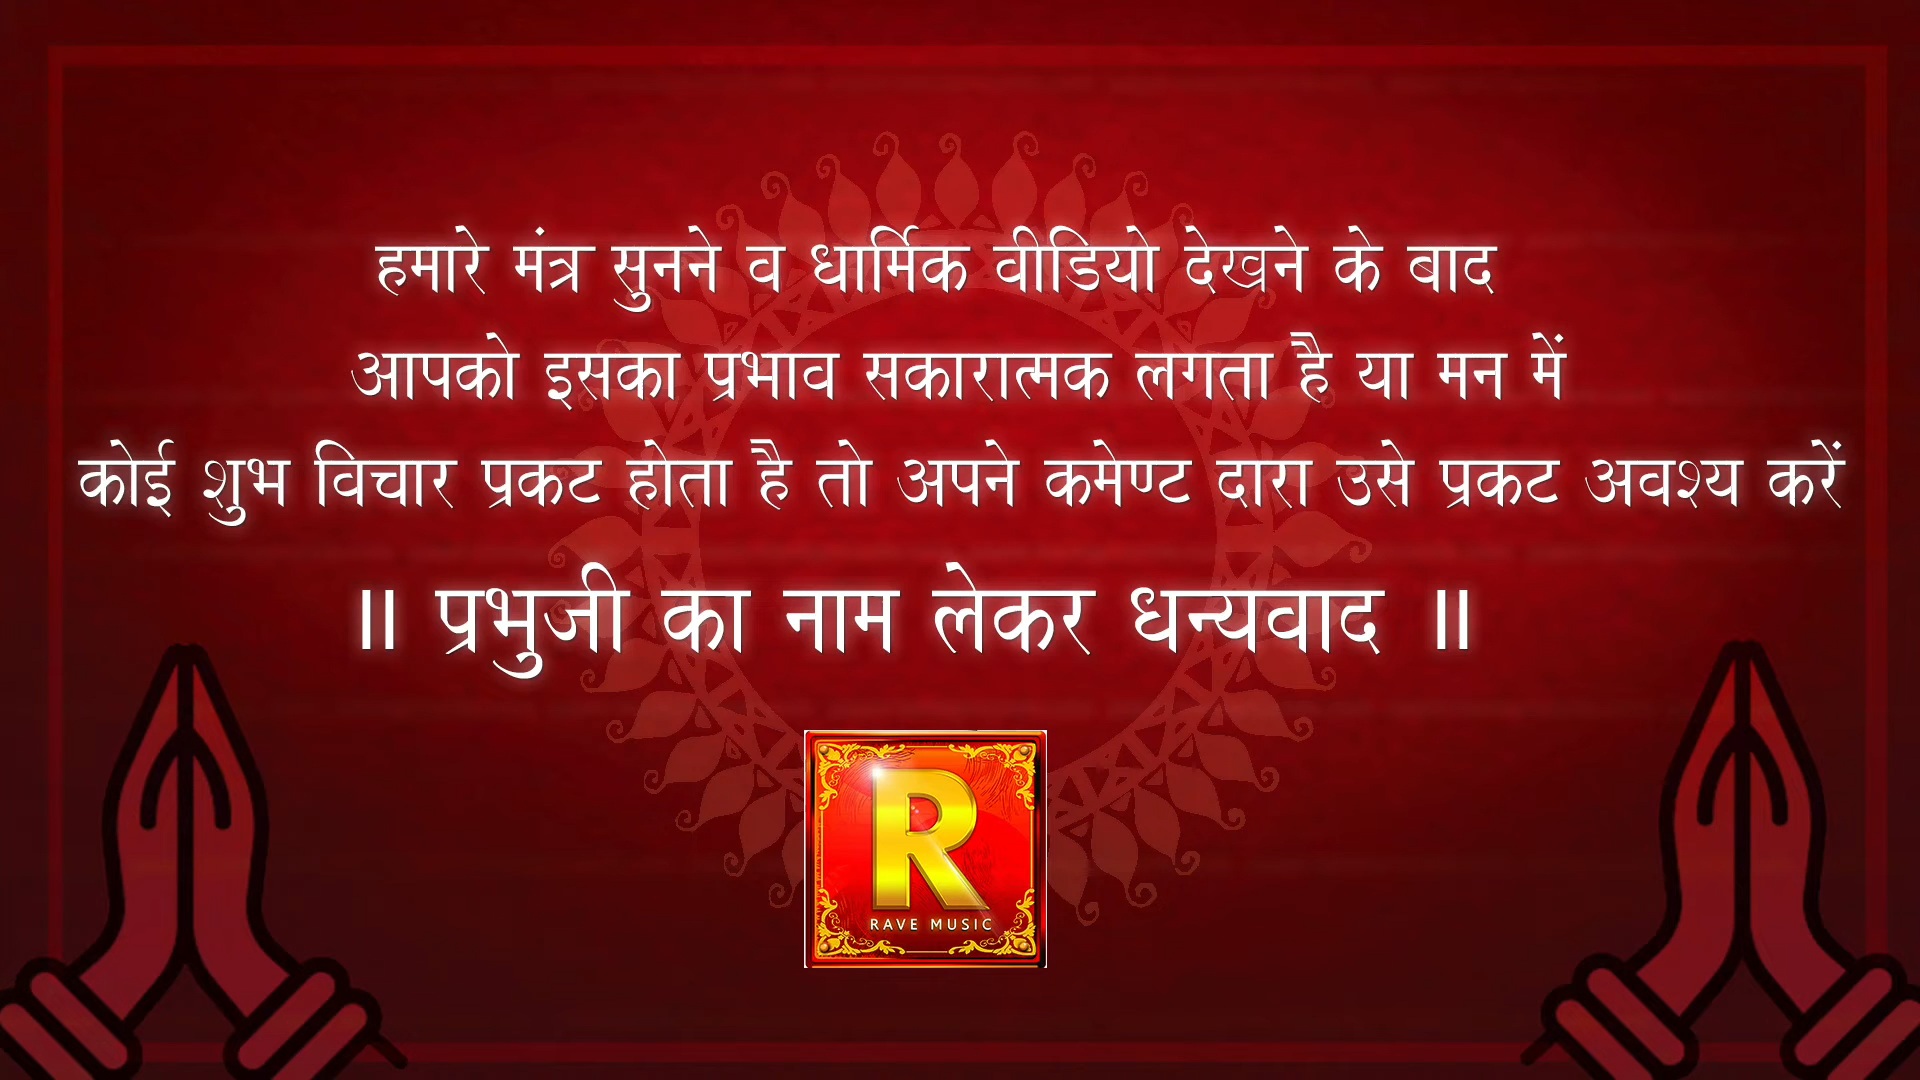 हमारे मंत्र सुनने व धार्मिक वीडियो देखने के बाद
आपको इसका प्रभाव सकारात्मक लगता है या मन में
कोई शुभ विचार प्रकट होता है तो अपने कमेण्ट दारा उसे प्रकट अवश्य करें
॥ प्रभुजी का नाम लेकर धन्यवाद ॥
R
RAVE MUSIC